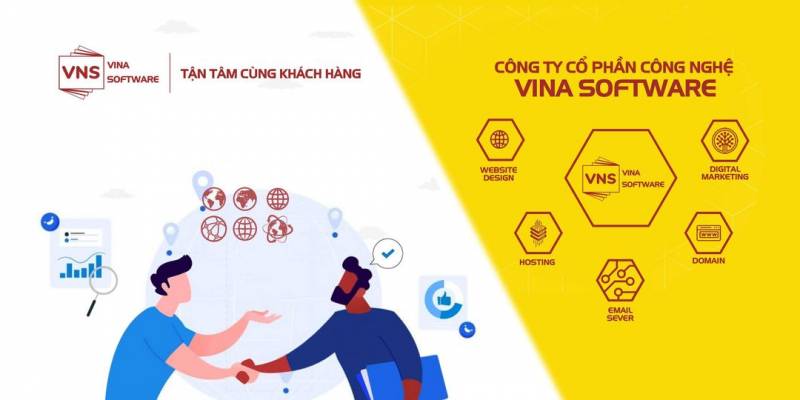 VNS
VINA
SOFTWARE
TẬN TÂM CÙNG KHÁCH HÀNG
CÔNG TY CỔ PHẦN CÔNG NGHỆ
VINA SOFTWARE
WEBSITE
DESIGN
VNS
VINA
SOFTWARE
DIGITAL
MARKETING
HOSTING
WWW
DOMAIN
EMAIL
SEVER